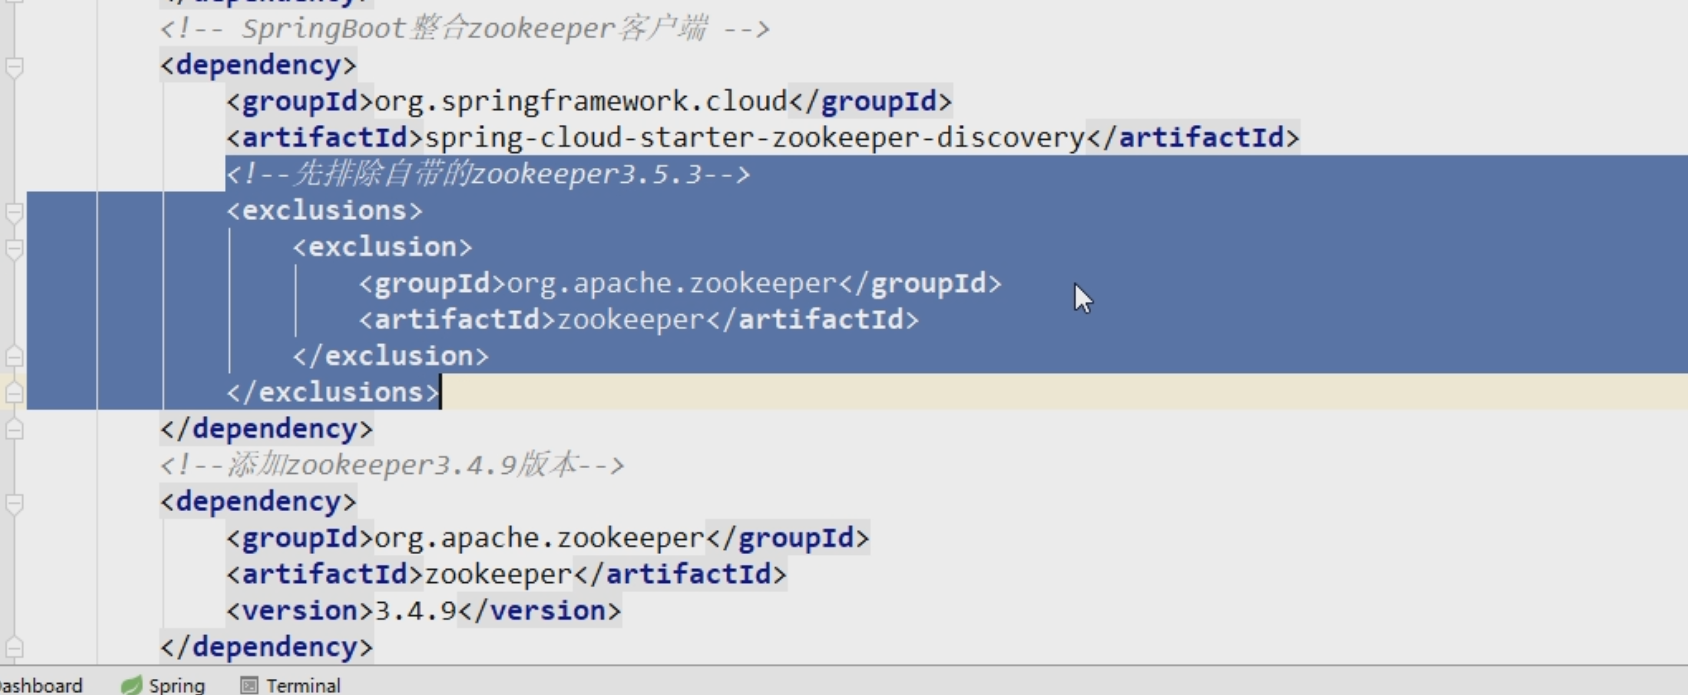 <!-- SpringBoot整合zookeeper客户端 -->
<dependency>
<groupId>org.springframework.cloud</groupId>
<artifactId>spring-cloud-starter-zookeeper-discovery</artifactId>
<!--先排除自带的zookeeper3.5.3-->
<exclusions>
<exclusion>
<groupId>org.apache.zookeeper</groupId>
<artifactId>zookeeper</artifactId>
</exclusion>
</exclusions>
</dependency>
<!--添加zookeeper3.4.9版本-->
<dependency>
<groupId>org.apache.zookeeper</groupId>
<artifactId>zookeeper</artifactId>
<version>3.4.9</version>
</dependency>
ashboard Spring Terminal